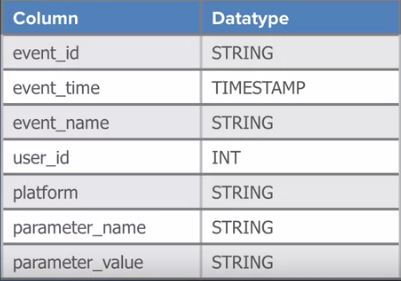 Column Datatype
event_id STRING
event_time TIMESTAMP
event_name STRING
user_id INT
platform STRING
parameter_name STRING
parameter_value STRING